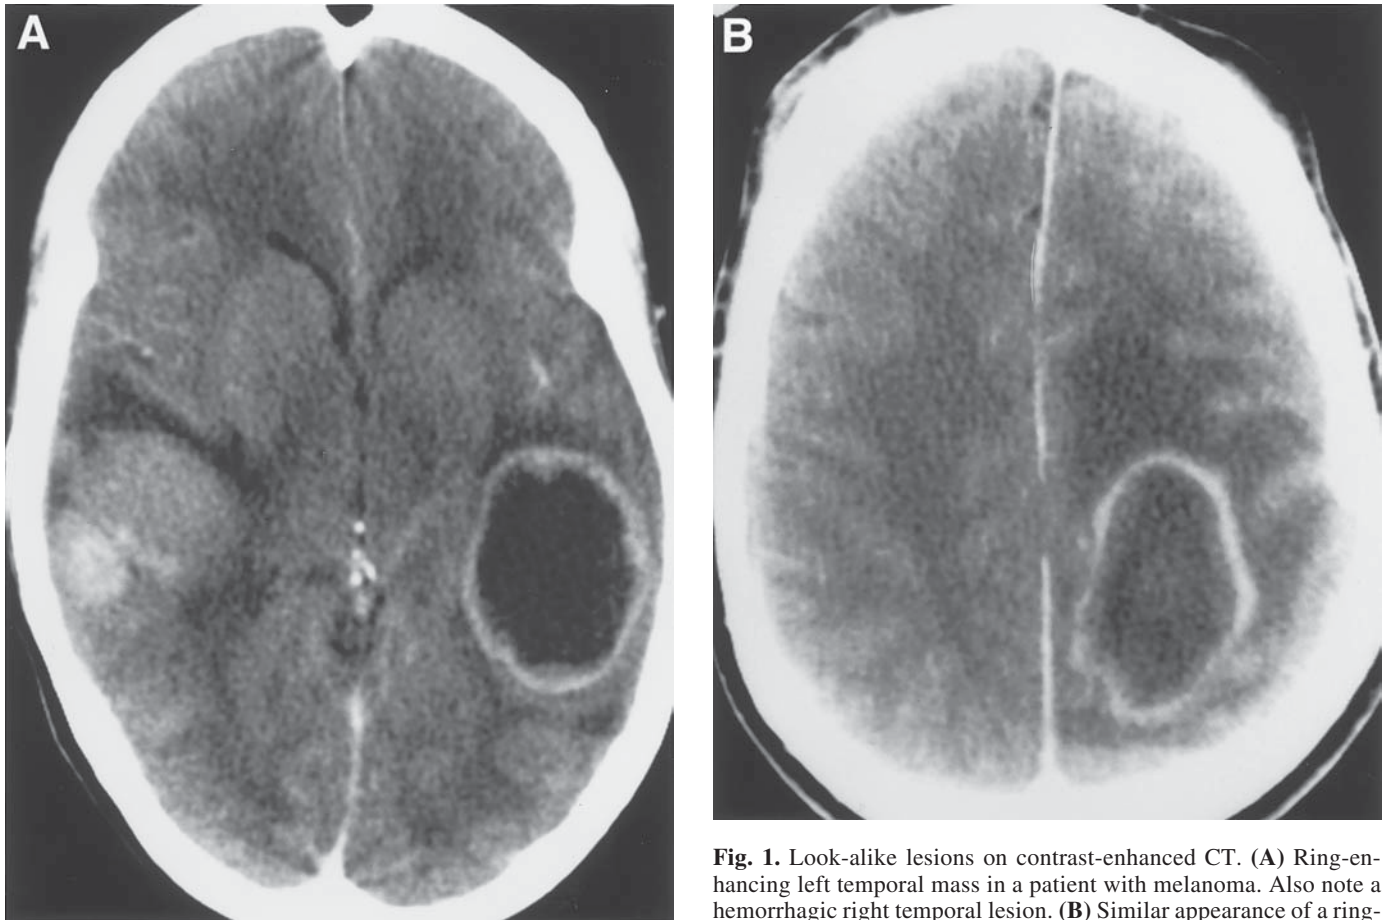 A
B
Fig. 1. Look-alike lesions on contrast-enhanced CT. (A) Ring-en-
hancing left temporal mass in a patient with melanoma. Also note a
hemorrhagic right temporal lesion. (B) Similar appearance of a ring-